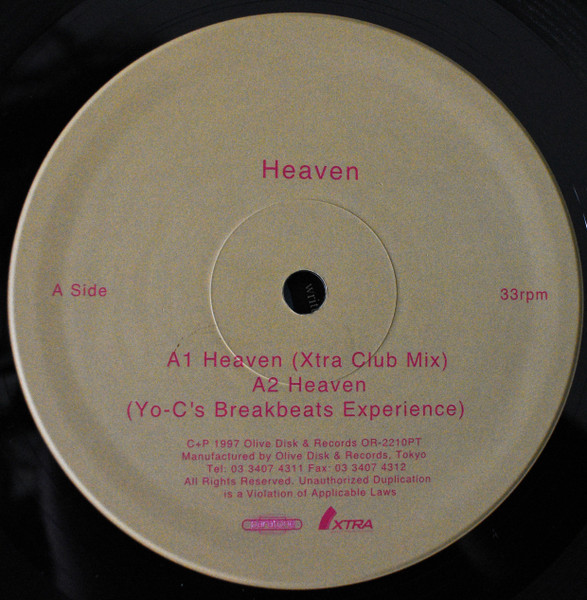 Heaven
A Side
33rpm
A1 Heaven (Xtra Club Mix)
A2 Heaven
(Yo-C's Breakbeats Experience)
C+P 1997 Olive Disk & Records OR-2210PT
Manufactured by Olive Disk & Records, Tokyo
Tel: 03 3407 4311 Fax: 03 3407 4312
All Rights Reserved. Unauthorized Duplication
is a Violation of Applicable Laws
XTRA